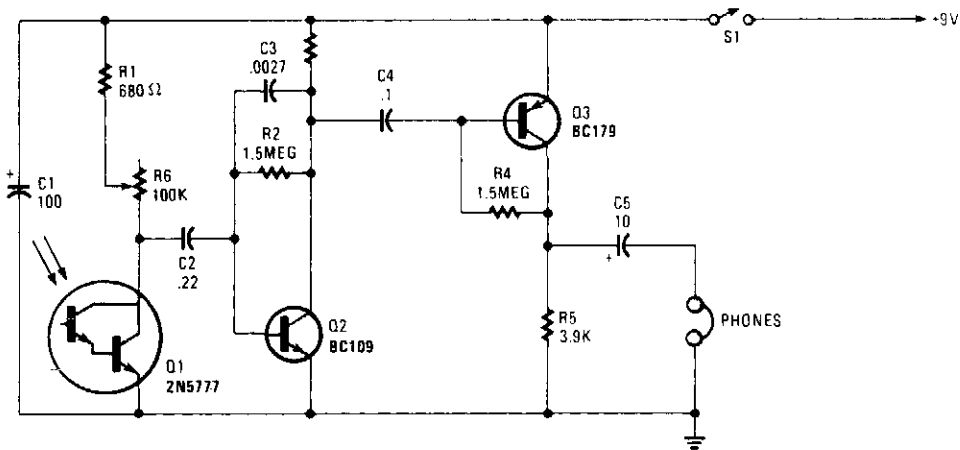 +9V
S1
C3
.0027
R1
680 Ω
C4
.1
Q3
BC179
R2
1.5MEG
R6
100K
R4
1.5MEG
+
C1
100
C5
10
+
C2
.22
PHONES
R5
3.9K
Q2
BC109
Q1
2N5777